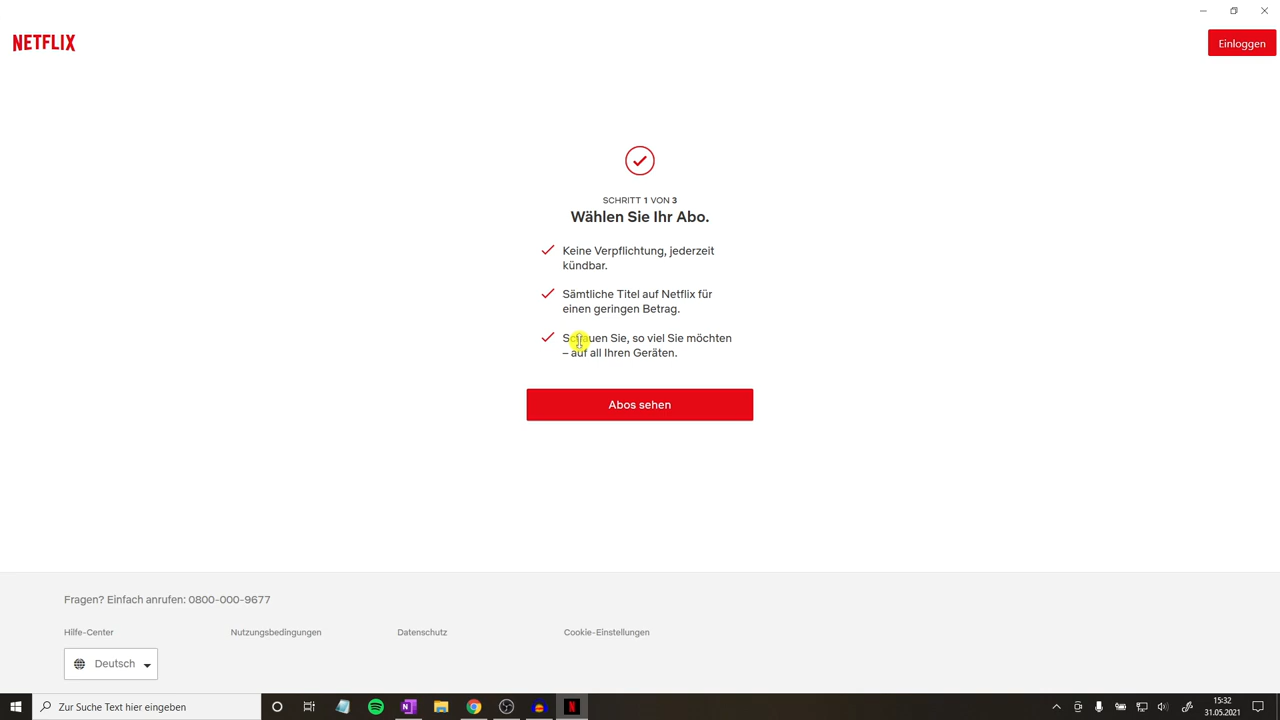 NETFLIX
Einloggen
SCHRITT 1 VON 3
Wählen Sie Ihr Abo.
Keine Verpflichtung, jederzeit
kündbar.
Sämtliche Titel auf Netflix für
einen geringen Betrag.
Schauen Sie, so viel Sie möchten
– auf all Ihren Geräten.
Abos sehen
Fragen? Einfach anrufen: 0800-000-9677
Hilfe-Center Nutzungsbedingungen Datenschutz Cookie-Einstellungen
Deutsch
Zur Suche Text hier eingeben
15:32
31.05.2021